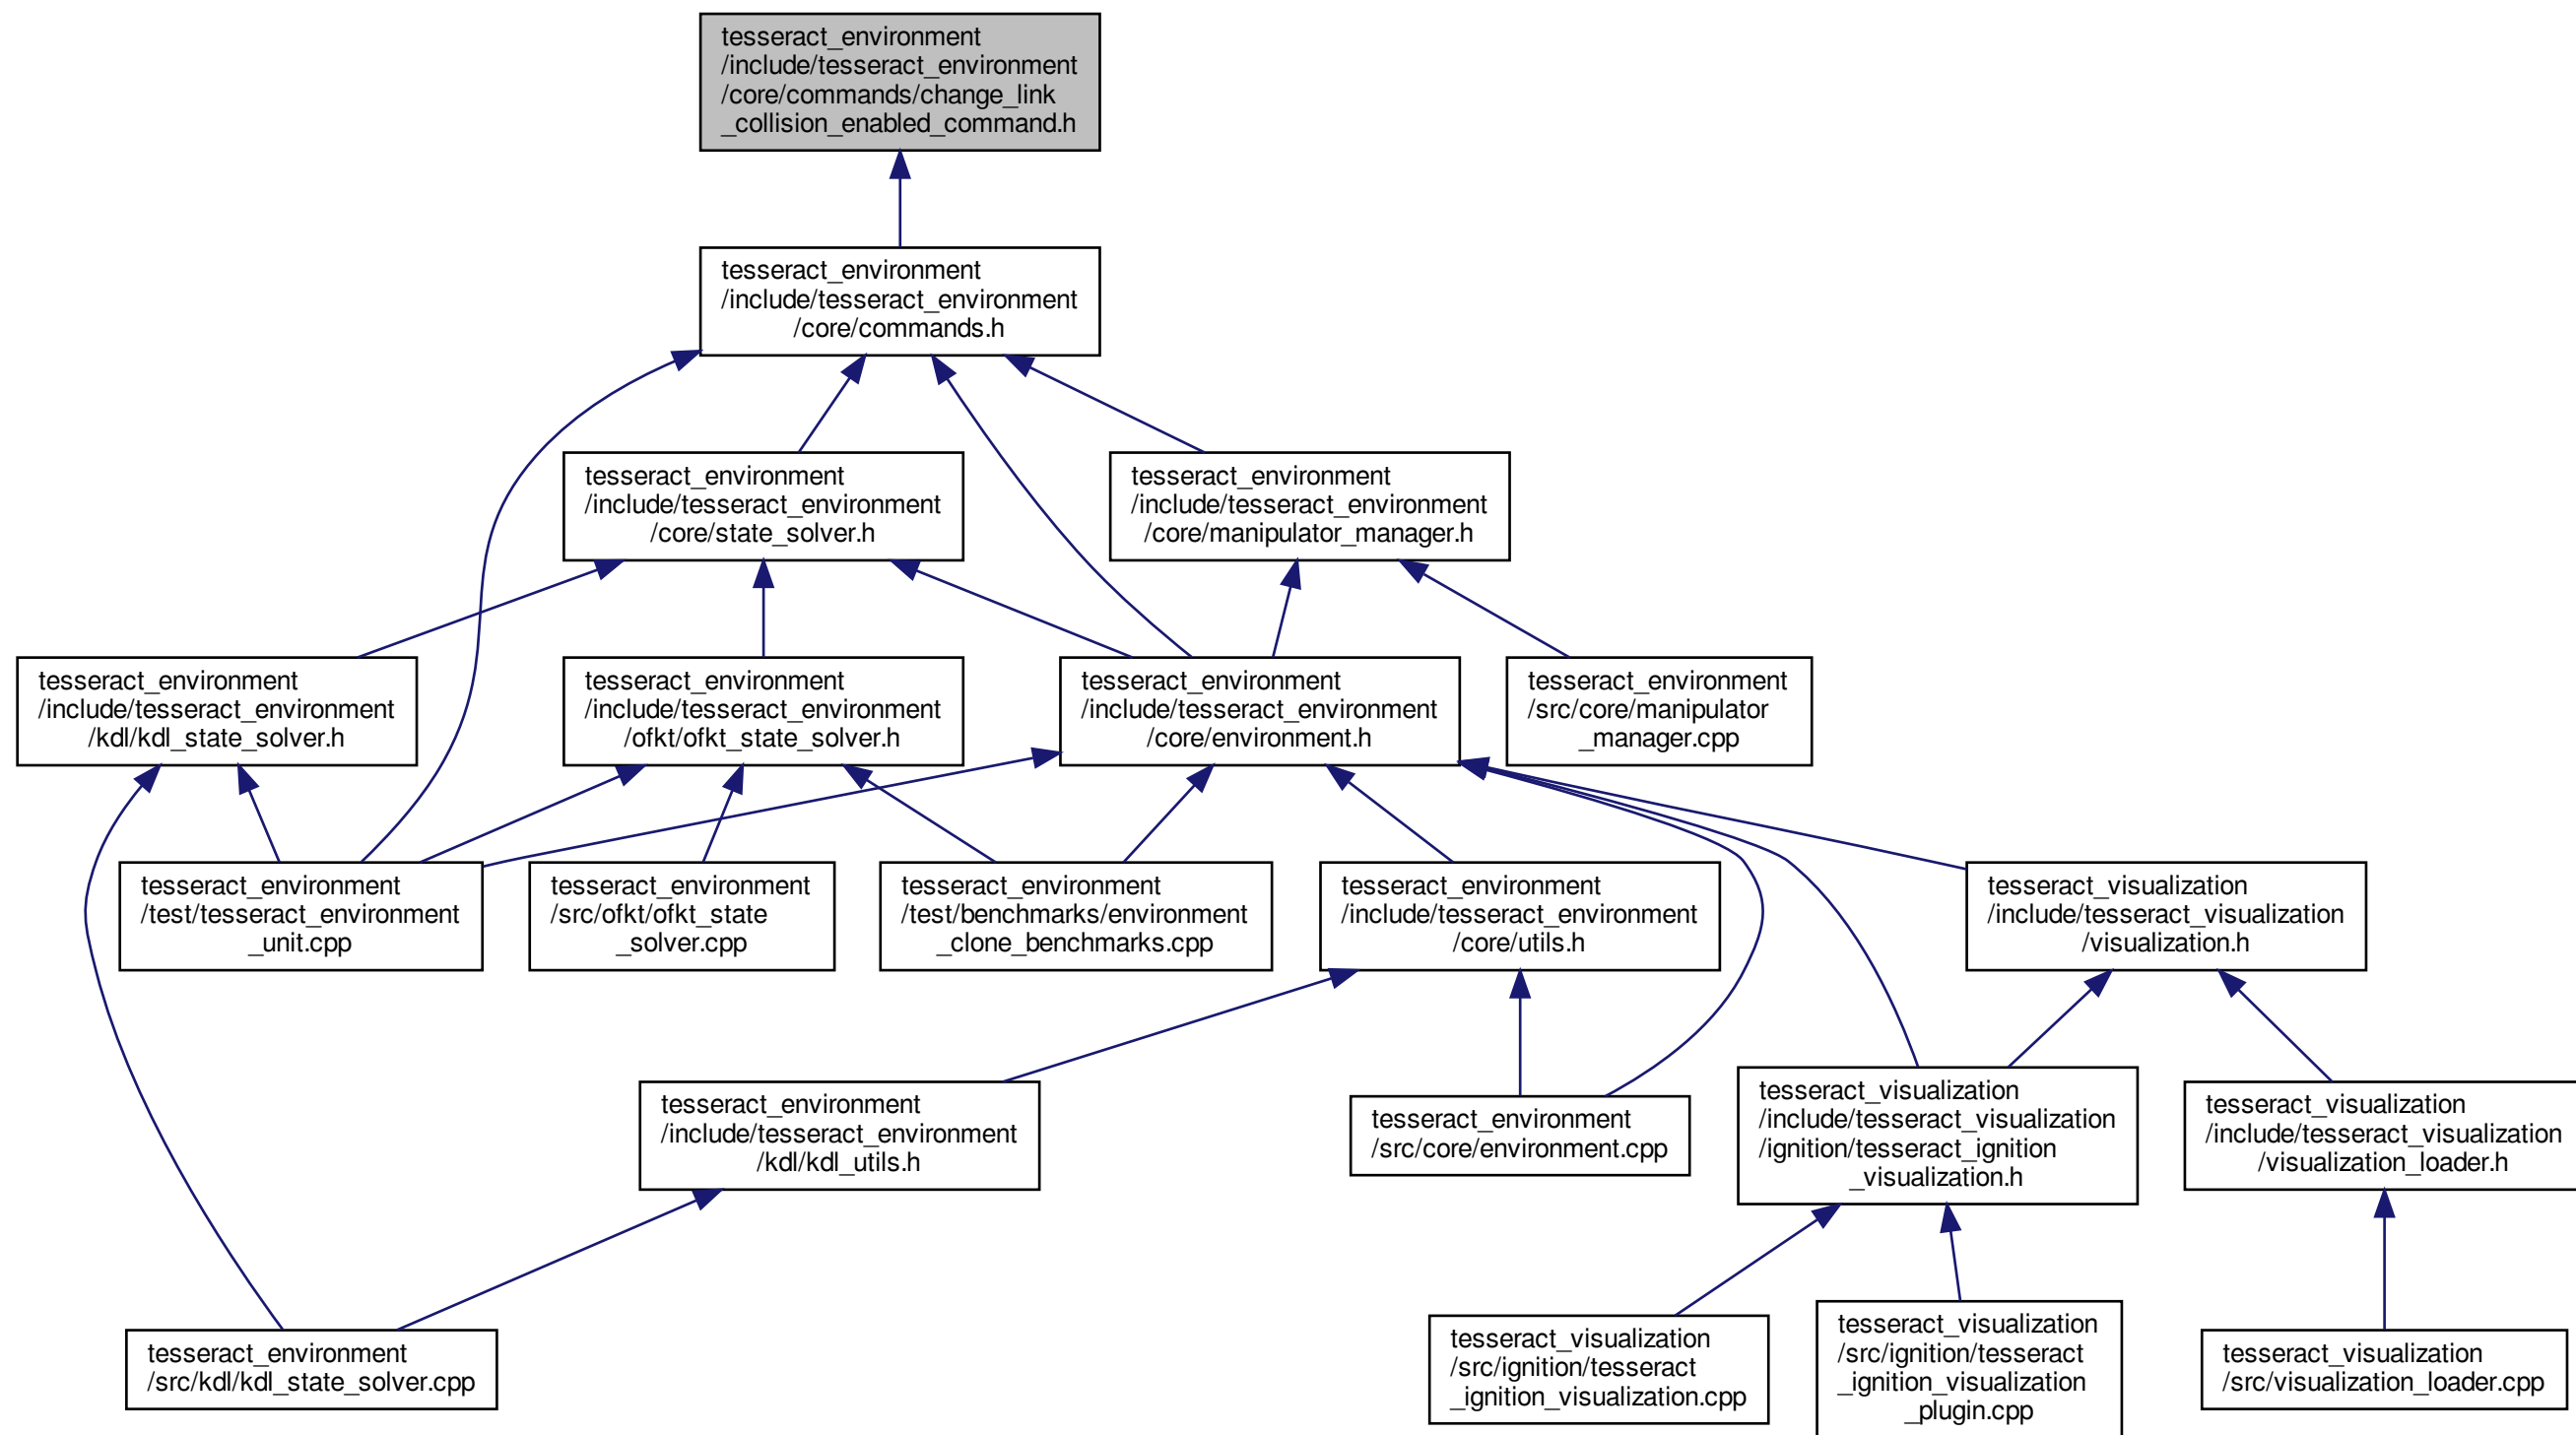 tesseract_environment
/include/tesseract_environment
/core/commands/change_link
_collision_enabled_command.h
tesseract_environment
/include/tesseract_environment
/core/commands.h
tesseract_environment
/include/tesseract_environment
/core/state_solver.h
tesseract_environment
/include/tesseract_environment
/core/manipulator_manager.h
tesseract_environment
/include/tesseract_environment
/kdl/kdl_state_solver.h
tesseract_environment
/include/tesseract_environment
/ofkt/ofkt_state_solver.h
tesseract_environment
/include/tesseract_environment
/core/environment.h
tesseract_environment
/src/core/manipulator
_manager.cpp
tesseract_environment
/test/tesseract_environment
_unit.cpp
tesseract_environment
/src/ofkt/ofkt_state
_solver.cpp
tesseract_environment
/test/benchmarks/environment
_clone_benchmarks.cpp
tesseract_environment
/include/tesseract_environment
/core/utils.h
tesseract_visualization
/include/tesseract_visualization
/visualization.h
tesseract_environment
/include/tesseract_environment
/kdl/kdl_utils.h
tesseract_environment
/src/core/environment.cpp
tesseract_visualization
/include/tesseract_visualization
/ignition/tesseract_ignition
_visualization.h
tesseract_visualization
/include/tesseract_visualization
/visualization_loader.h
tesseract_environment
/src/kdl/kdl_state_solver.cpp
tesseract_visualization
/src/ignition/tesseract
_ignition_visualization.cpp
tesseract_visualization
/src/ignition/tesseract
_ignition_visualization
_plugin.cpp
tesseract_visualization
/src/visualization_loader.cpp